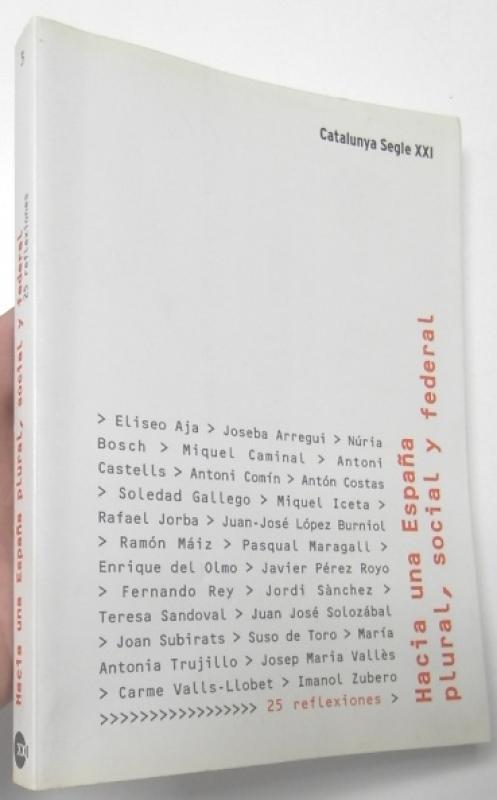 Catalunya Segle XXI
> Eliseo Aja > Joseba Arregui > Núria
Bosch > Miquel Caminal > Antoni
Castells > Antoni Comín > Antón Costas
> Soledad Gallego > Miquel Iceta >
Rafael Jorba > Juan-José López Burniol
> Ramón Máiz > Pasqual Maragall >
Enrique del Olmo > Javier Pérez Royo
> Fernando Rey > Jordi Sànchez >
Teresa Sandoval > Juan José Solozábal
> Joan Subirats > Suso de Toro > María
Antonia Trujillo > Josep Maria Vallès
> Carme Valls-Llobet > Imanol Zubero
>>>>>>>>>>>>>>>>>> 25 reflexiones >
Hacia una España
plural, social y federal
5
Hacia una España plural, social y federal
25 reflexiones
XXI